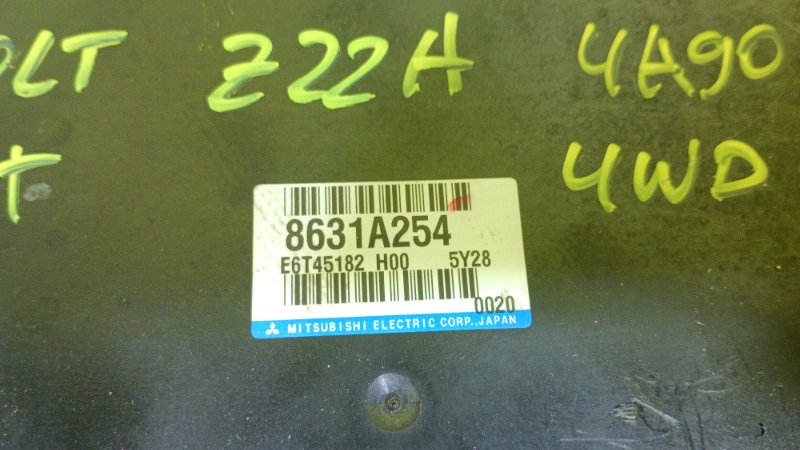 OLT Z22A 4A90
T 4WD
8631A254
E6T45182 H00 5Y28
0020
MITSUBISHI ELECTRIC CORP.,JAPAN